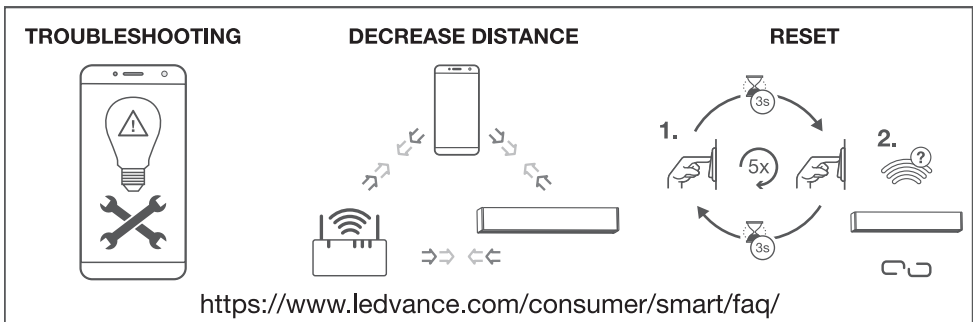 TROUBLESHOOTING
DECREASE DISTANCE
RESET
3s
1.
5x
2.
?
3s
!
https://www.ledvance.com/consumer/smart/faq/